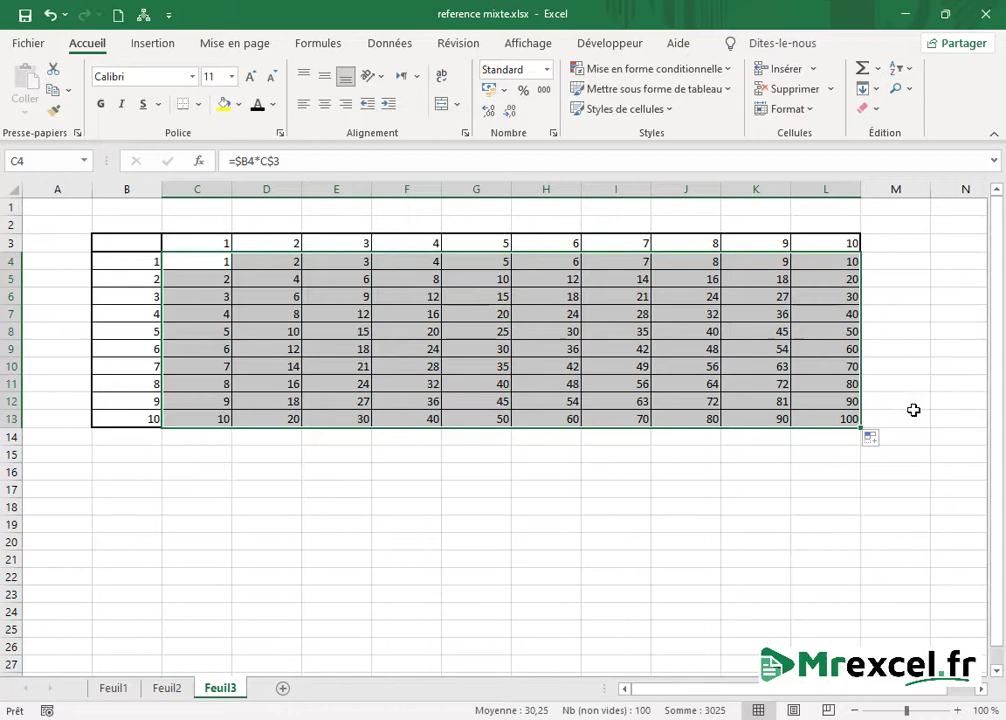 reference mixte.xlsx - Excel
Fichier Accueil Insertion Mise en page Formules Données Révision Affichage Développeur Aide Dites-le-nous Partager
Coller
Calibri 11
G I S
Standard
% 000
Mise en forme conditionnelle
Mettre sous forme de tableau
Styles de cellules
Insérer
Supprimer
Format
Presse-papiers Police Alignement Nombre Styles Cellules Édition
C4 fx =$B4*C$3
A B C D E F G H I J K L M N
1
2
3 1 2 3 4 5 6 7 8 9 10
4 1 1 2 3 4 5 6 7 8 9 10
5 2 2 4 6 8 10 12 14 16 18 20
6 3 3 6 9 12 15 18 21 24 27 30
7 4 4 8 12 16 20 24 28 32 36 40
8 5 5 10 15 20 25 30 35 40 45 50
9 6 6 12 18 24 30 36 42 48 54 60
10 7 7 14 21 28 35 42 49 56 63 70
11 8 8 16 24 32 40 48 56 64 72 80
12 9 9 18 27 36 45 54 63 72 81 90
13 10 10 20 30 40 50 60 70 80 90 100
14
15
16
17
18
19
20
21
22
23
24
25
26
27
Mrexcel.fr
Feuil1 Feuil2 Feuil3
Prêt Moyenne : 30,25 Nb (non vides) : 100 Somme : 3025 100 %